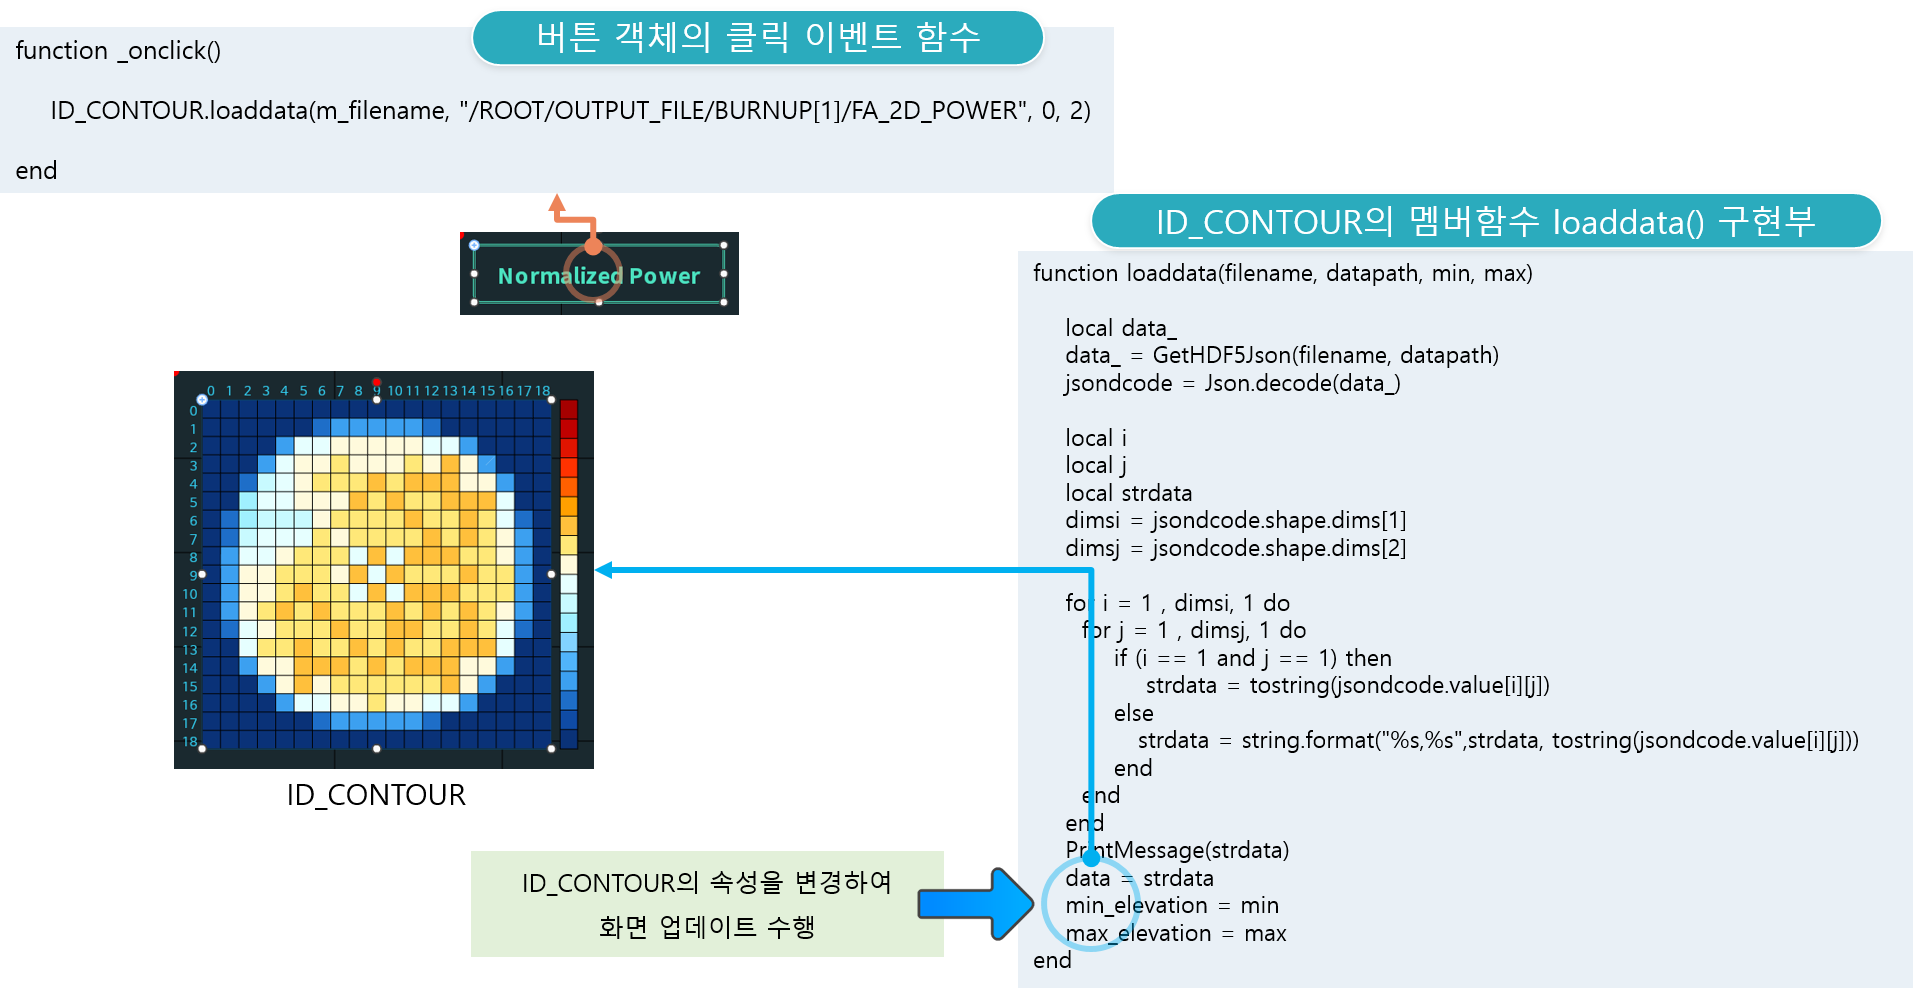 버튼 객체의 클릭 이벤트 함수
function _onclick()
ID_CONTOUR.loaddata(m_filename, "/ROOT/OUTPUT_FILE/BURNUP[1]/FA_2D_POWER", 0, 2)
end
Normalized Power
0 1 2 3 4 5 6 7 8 9 10 11 12 13 14 15 16 17 18
0
1
2
3
4
5
6
7
8
9
10
11
12
13
14
15
16
17
18
ID_CONTOUR
ID_CONTOUR의 속성을 변경하여
화면 업데이트 수행
ID_CONTOUR의 멤버함수 loaddata() 구현부
function loaddata(filename, datapath, min, max)
local data_
data_ = GetHDF5Json(filename, datapath)
jsondcode = Json.decode(data_)
local i
local j
local strdata
dimsi = jsondcode.shape.dims[1]
dimsj = jsondcode.shape.dims[2]
for i = 1 , dimsi, 1 do
for j = 1 , dimsj, 1 do
if (i == 1 and j == 1) then
strdata = tostring(jsondcode.value[i][j])
else
strdata = string.format("%s,%s",strdata, tostring(jsondcode.value[i][j]))
end
end
end
PrintMessage(strdata)
data = strdata
min_elevation = min
max_elevation = max
end